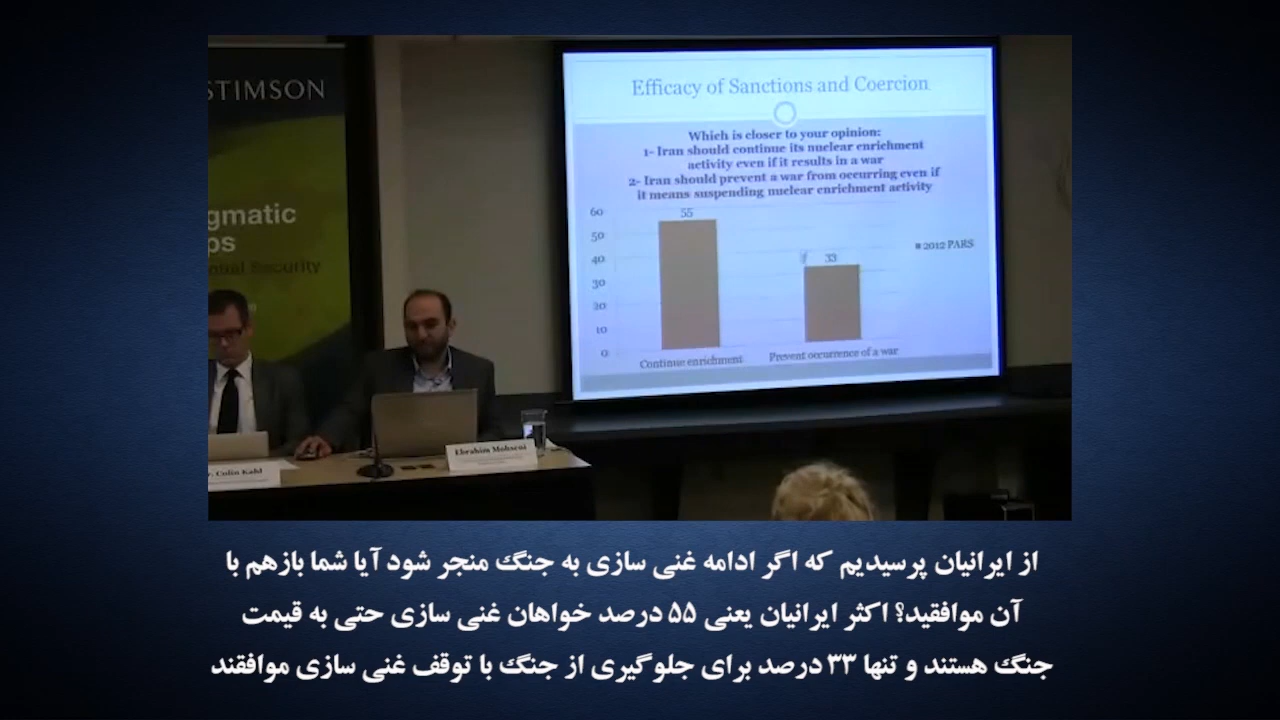 STIMSON
gmatic
ps
Security
Efficacy of Sanctions and Coercion
Which is closer to your opinion:
1- Iran should continue its nuclear enrichment
activity even if it results in a war
2- Iran should prevent a war from occurring even if
it means suspending nuclear enrichment activity
60
50
40
30
20
10
0
55
33
2012 PARS
Continue enrichment
Prevent occurrence of a war
Colin Kahl
Ebrahim Mohseni
از ایرانیان پرسیدیم که اگر ادامه غنی سازی به جنگ منجر شود آیا شما بازهم با
آن موافقید؟ اکثر ایرانیان یعنی ۵۵ درصد خواهان غنی سازی حتی به قیمت
جنگ هستند و تنها ۳۳ درصد برای جلوگیری از جنگ با توقف غنی سازی موافقند